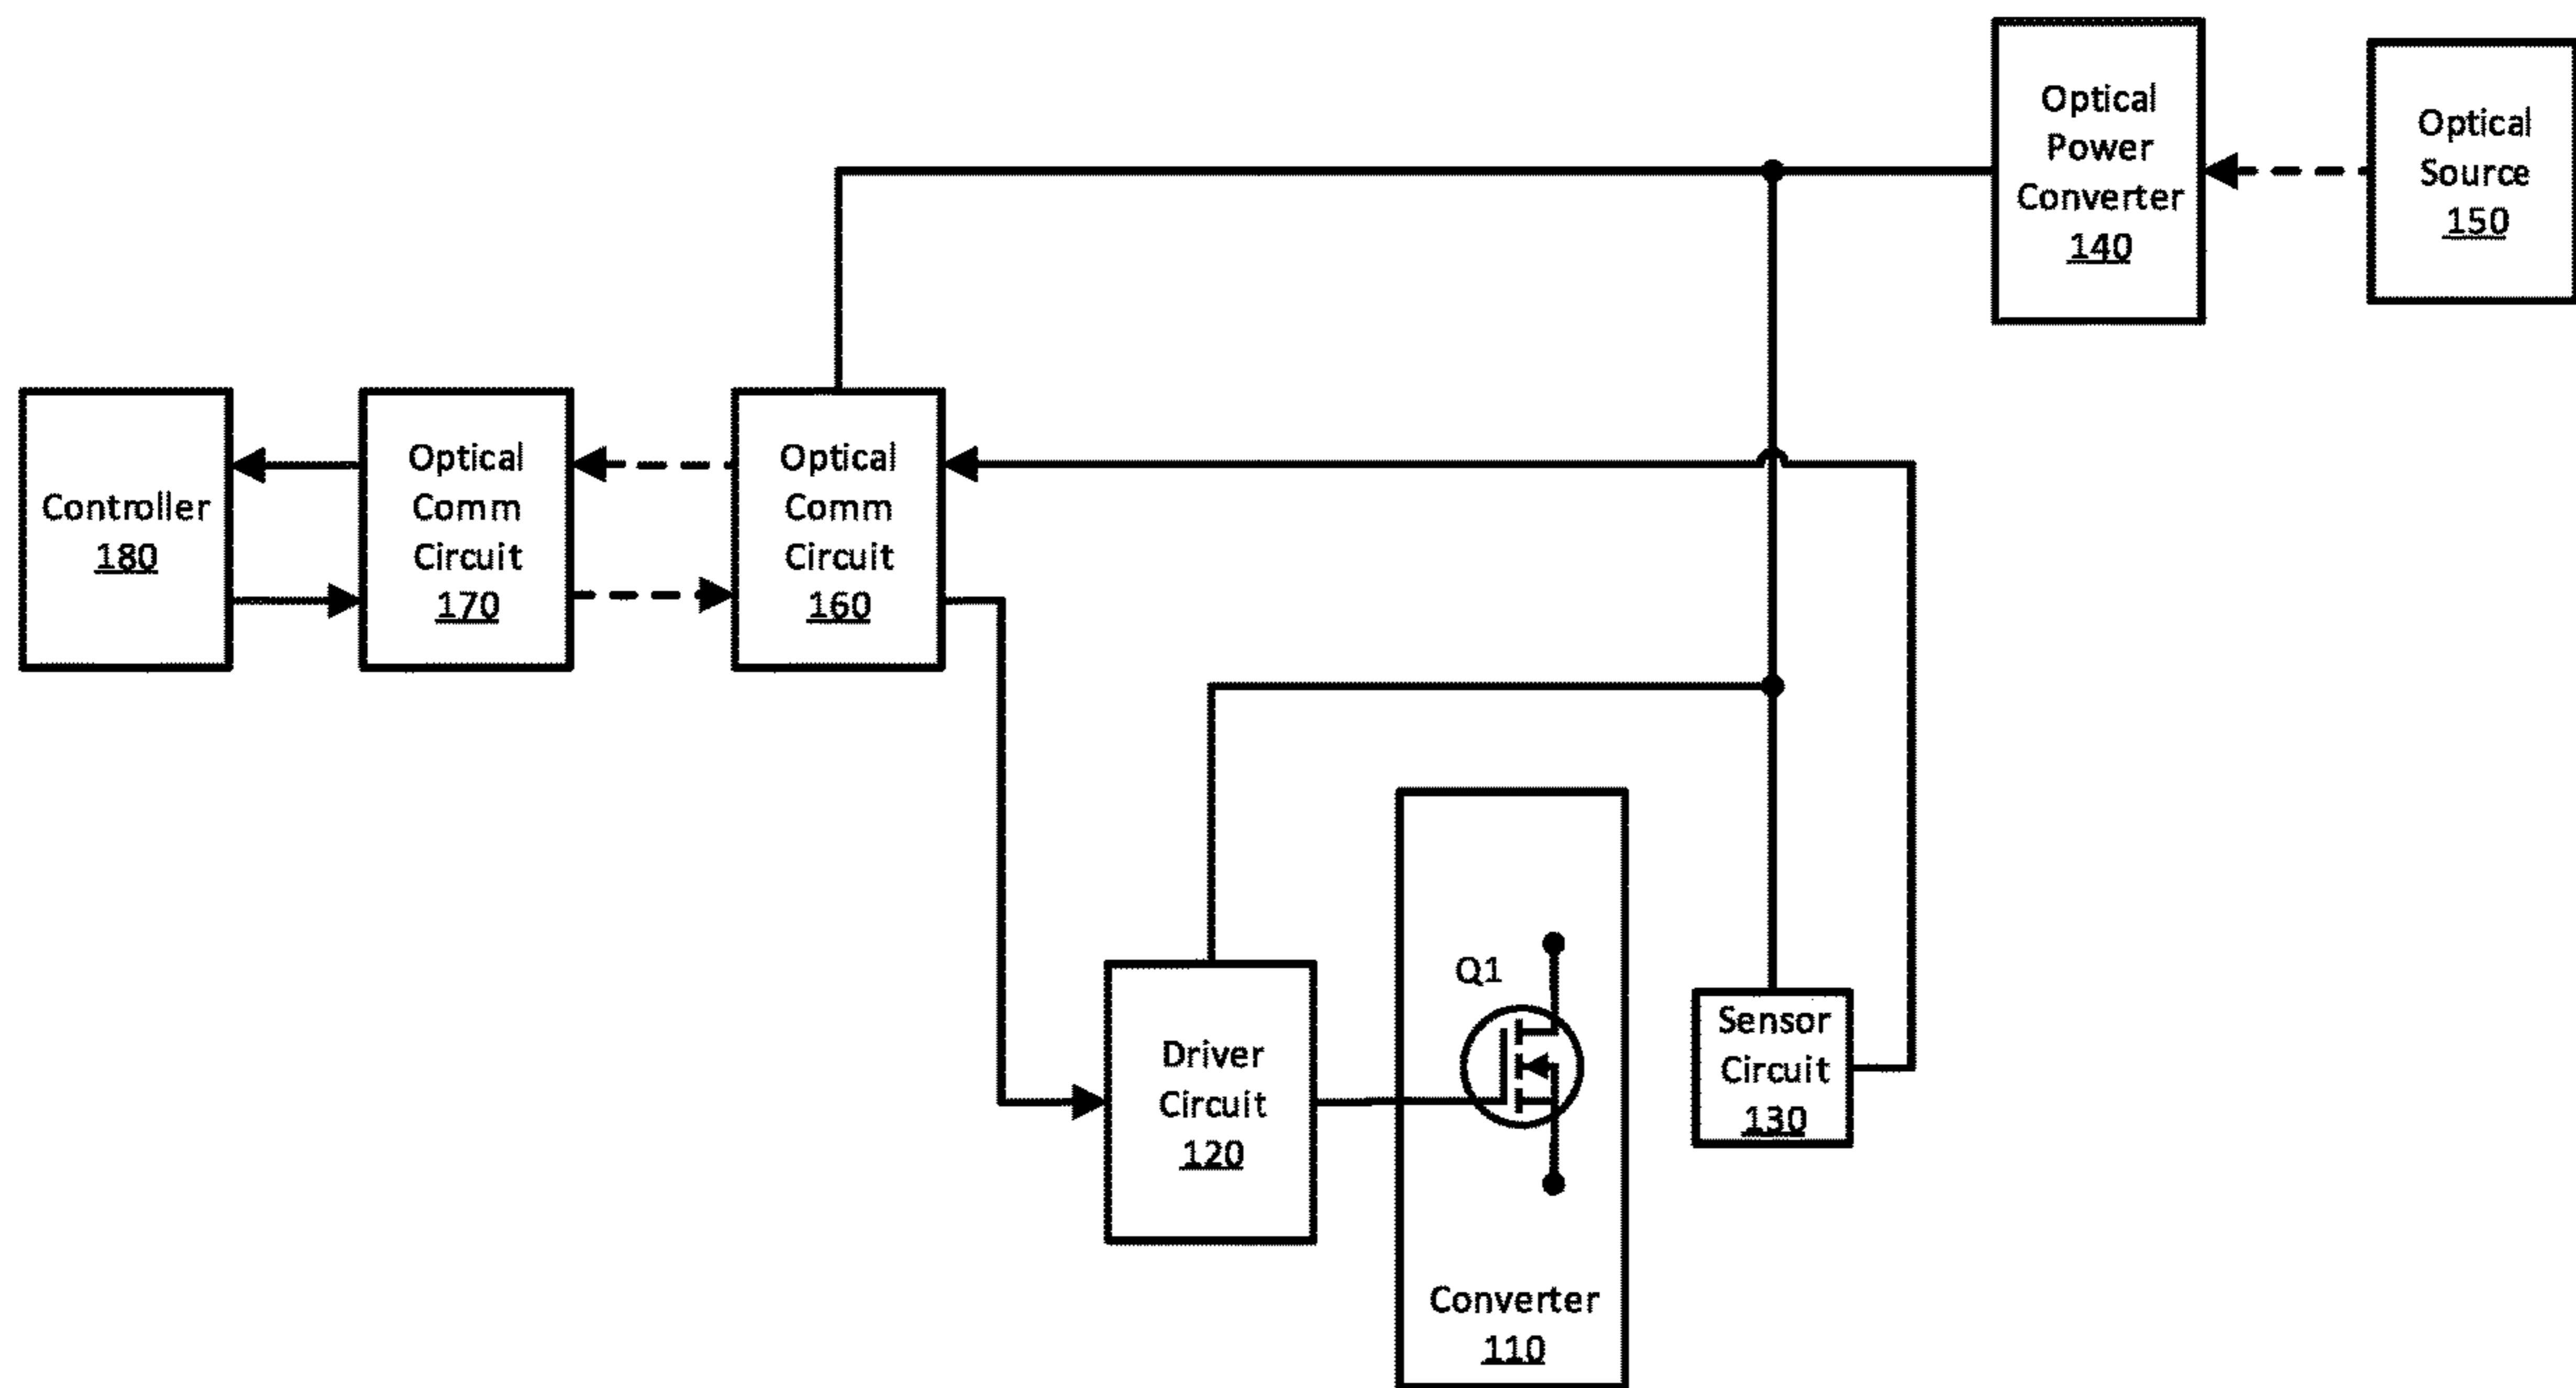 Optical
Power
Converter
140
Optical
Source
150
Controller
180
Optical
Comm
Circuit
170
Optical
Comm
Circuit
160
Driver
Circuit
120
Q1
Converter
110
Sensor
Circuit
130